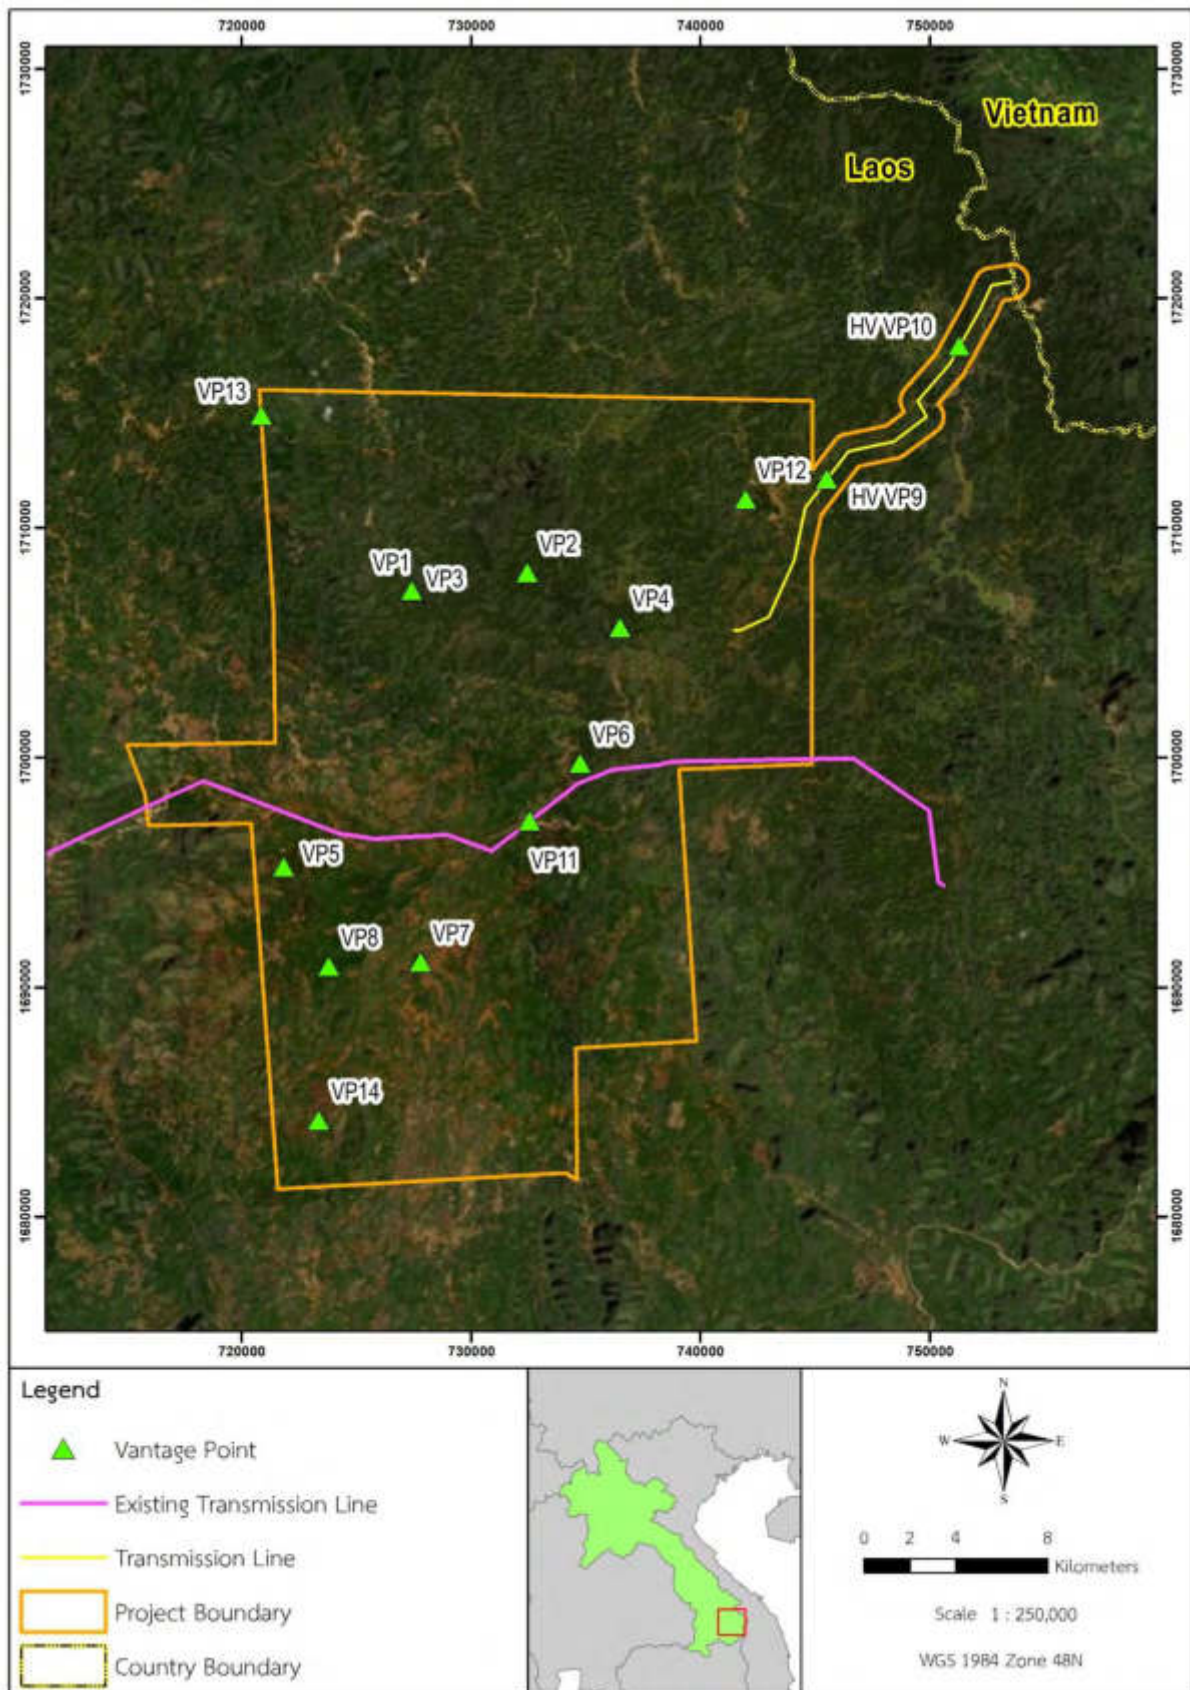 720000 730000 740000 750000
1730000 1730000
Vietnam
Laos
1720000 1720000
HV VP10
VP13
VP12
HV VP9
1710000 1710000
VP2
VP1
VP3
VP4
VP6
1700000 1700000
VP11
VP5
VP8 VP7
1690000 1690000
VP14
1680000 1680000
720000 730000 740000 750000
Legend
Vantage Point
Existing Transmission Line
Transmission Line
Project Boundary
Country Boundary
N
W E
S
0 2 4 8
Kilometers
Scale 1 : 250,000
WGS 1984 Zone 48N